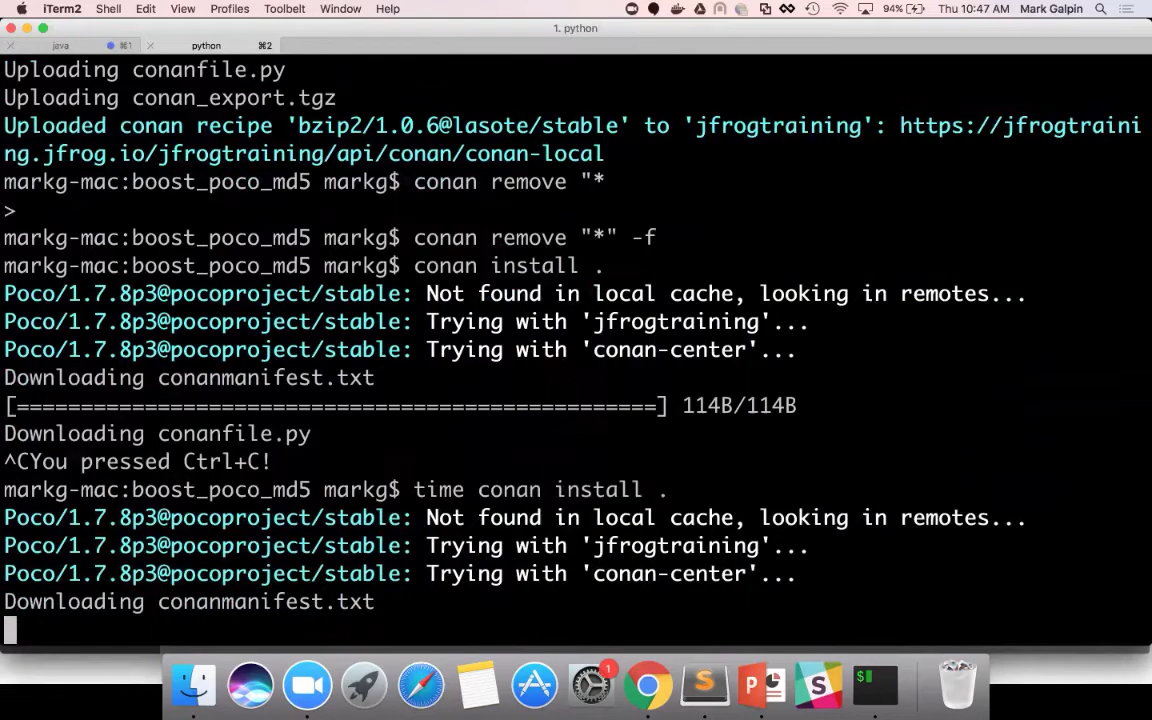 iTerm2 Shell Edit View Profiles Toolbelt Window Help 94% Thu 10:47 AM Mark Galpin
1. python
java ⌘1 python ⌘2
Uploading conanfile.py
Uploading conan_export.tgz
Uploaded conan recipe 'bzip2/1.0.6@lasote/stable' to 'jfrogtraining': https://jfrogtraini
ng.jfrog.io/jfrogtraining/api/conan/conan-local
markg-mac:boost_poco_md5 markg$ conan remove "*
>
markg-mac:boost_poco_md5 markg$ conan remove "*" -f
markg-mac:boost_poco_md5 markg$ conan install .
Poco/1.7.8p3@pocoproject/stable: Not found in local cache, looking in remotes...
Poco/1.7.8p3@pocoproject/stable: Trying with 'jfrogtraining'...
Poco/1.7.8p3@pocoproject/stable: Trying with 'conan-center'...
Downloading conanmanifest.txt
[==================================================] 114B/114B
Downloading conanfile.py
^CYou pressed Ctrl+C!
markg-mac:boost_poco_md5 markg$ time conan install .
Poco/1.7.8p3@pocoproject/stable: Not found in local cache, looking in remotes...
Poco/1.7.8p3@pocoproject/stable: Trying with 'jfrogtraining'...
Poco/1.7.8p3@pocoproject/stable: Trying with 'conan-center'...
Downloading conanmanifest.txt
1
S P S $